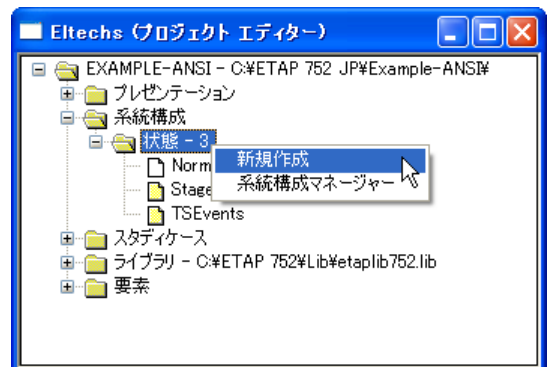 Eltechs (プロジェクト エディター)
EXAMPLE-ANSI - C:¥ETAP 752 JP¥Example-ANSI¥
プレゼンテーション
系統構成
状態 - 3
新規作成
Norm
系統構成マネージャー
Stage
TSEvents
スタディケース
ライブラリ - C:¥ETAP 752¥Lib¥etaplib752.lib
要素